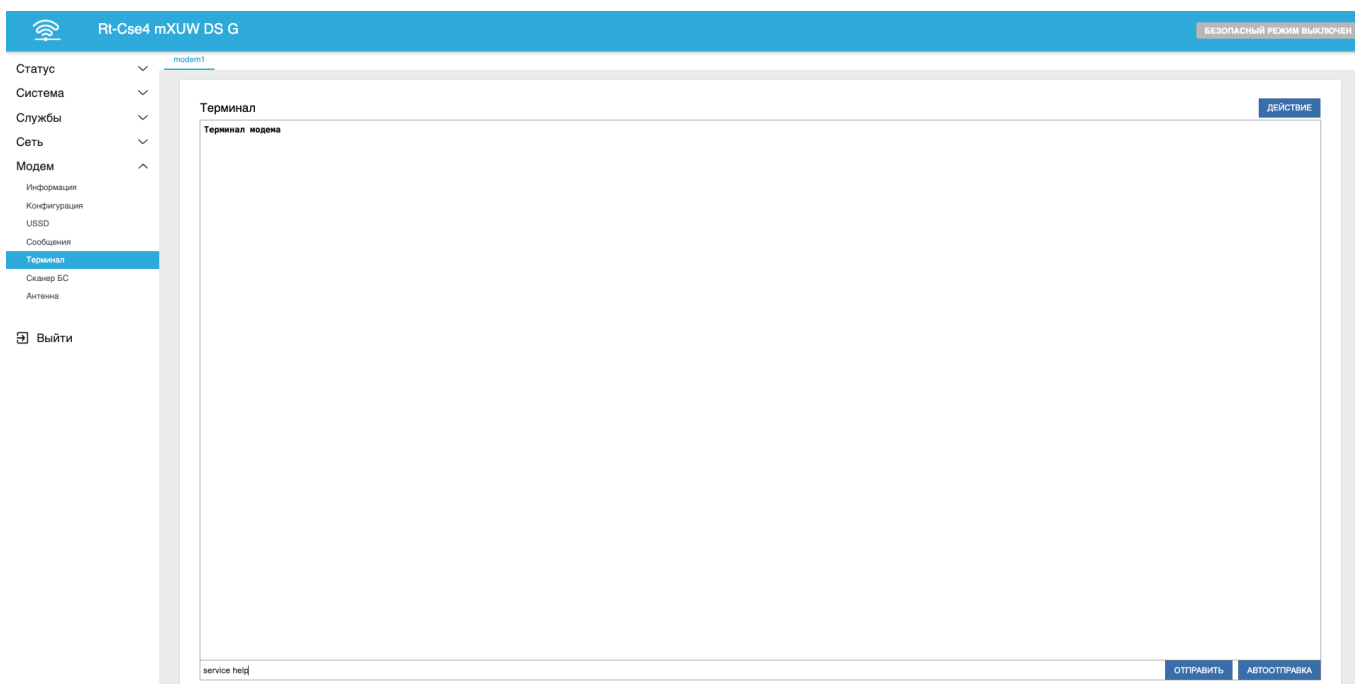 Rt-Cse4 mXUW DS G
БЕЗОПАСНЫЙ РЕЖИМ ВЫКЛЮЧЕН
modem1
Статус
Система
Службы
Сеть
Модем
Информация
Конфигурация
USSD
Сообщения
Терминал
Сканер БС
Антенна
Выйти
Терминал
ДЕЙСТВИЕ
Терминал модема
service help
ОТПРАВИТЬ
АВТООТПРАВКА